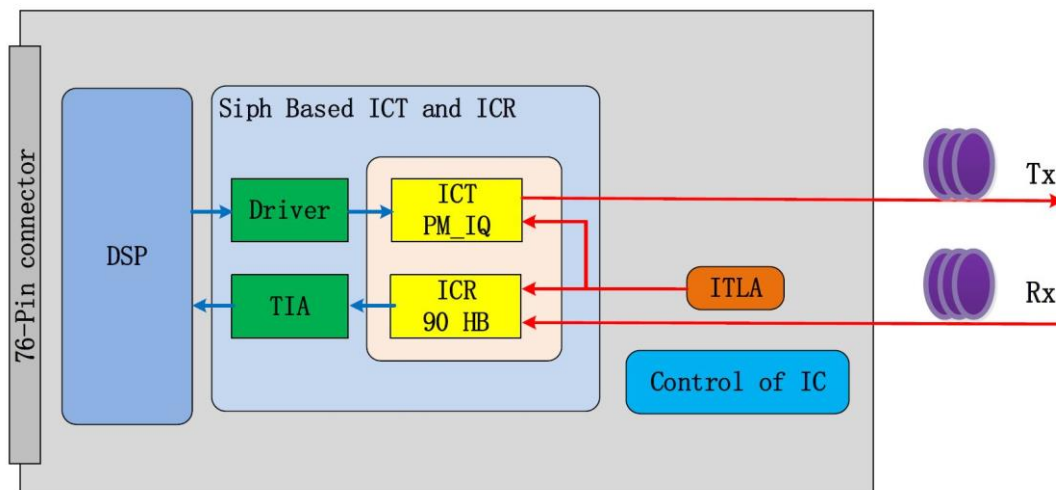 76-Pin connector
DSP
Siph Based ICT and ICR
Driver
ICT
PM_IQ
TIA
ICR
90 HB
ITLA
Control of IC
Tx
Rx